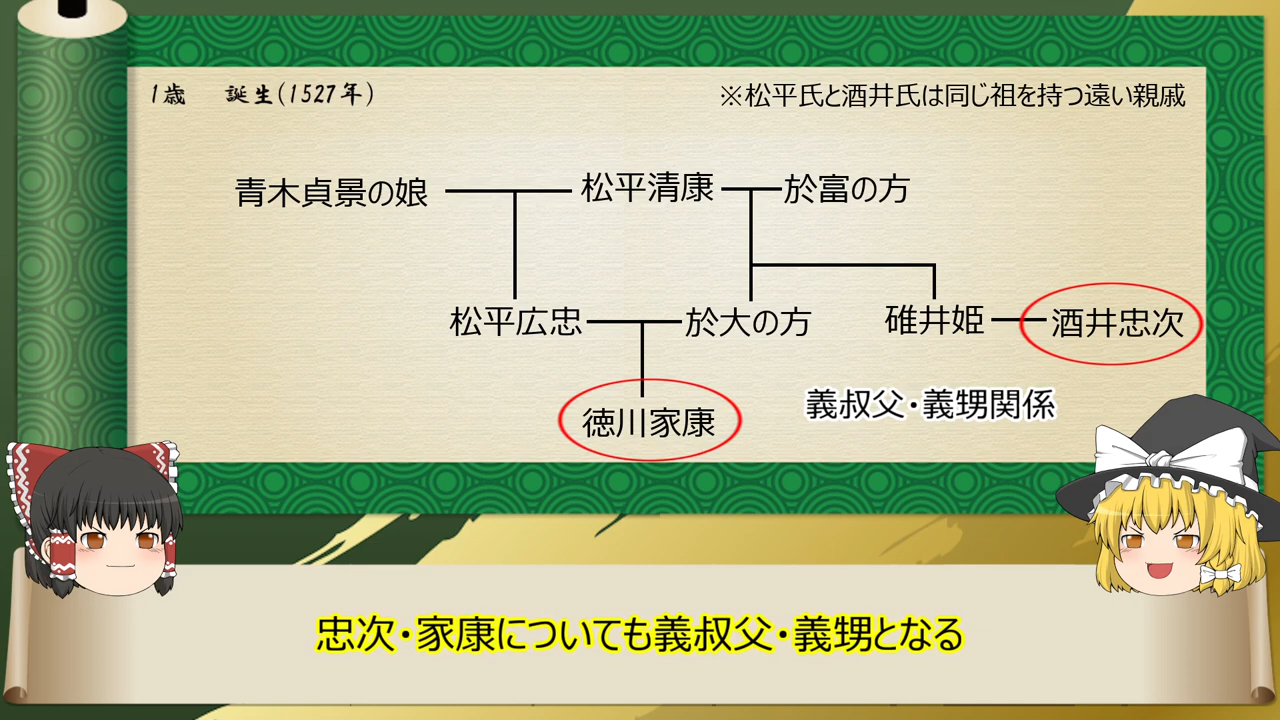 1歳 誕生(1527年)
※松平氏と酒井氏は同じ祖を持つ遠い親戚
青木貞景の娘 松平清康 於富の方
松平広忠 於大の方 碓井姫 酒井忠次
義叔父・義甥関係
徳川家康
忠次・家康についても義叔父・義甥となる